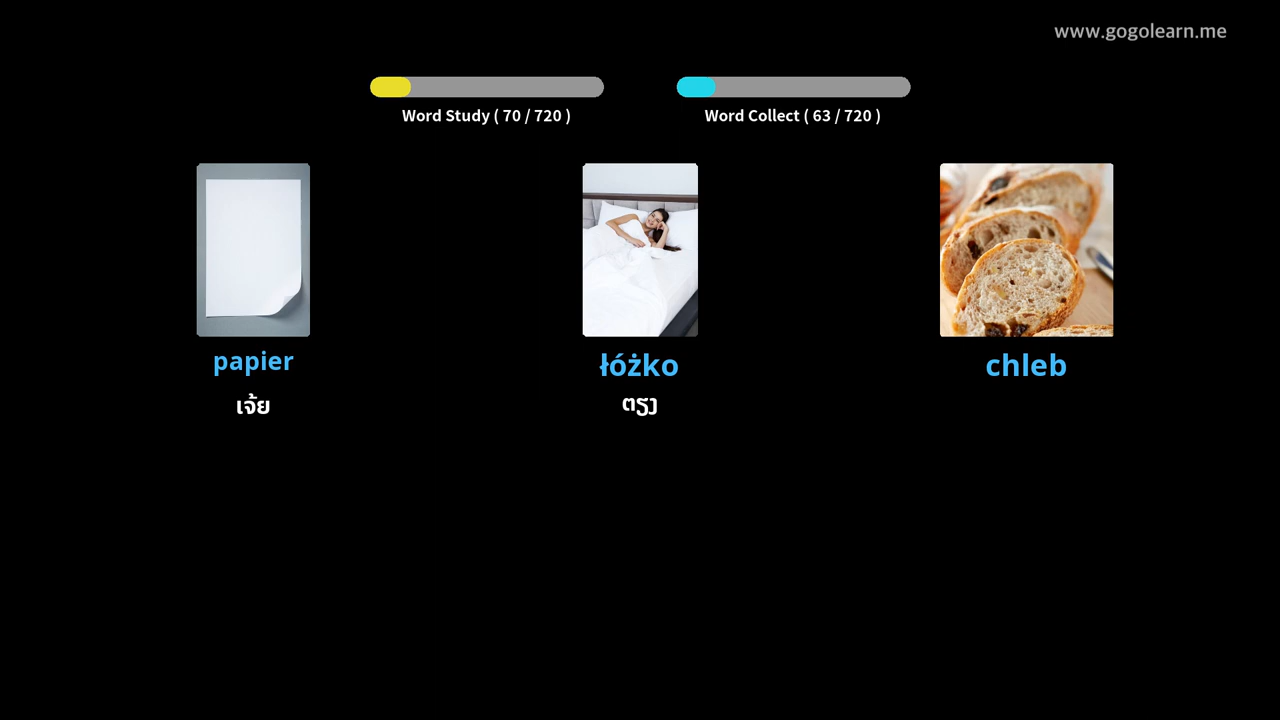 www.gogolearn.me
Word Study ( 70 / 720 )
Word Collect ( 63 / 720 )
papier
łóżko
chleb
ເຈ້ຍ
ຕຽງ